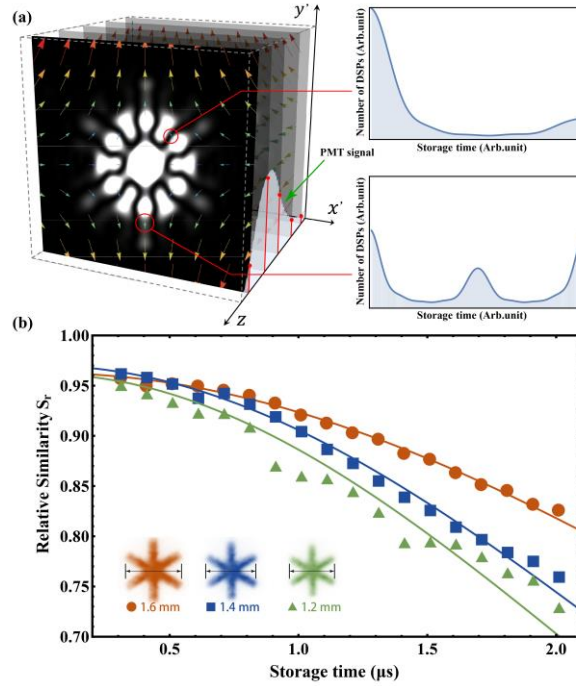 (a)
y'
x'
Z
PMT signal
Number of DSPs (Arb.unit)
Storage time (Arb.unit)
Number of DSPs (Arb.unit)
Storage time (Arb.unit)
(b)
Relative Similarity Sr
1.00
0.95
0.90
0.85
0.80
0.75
0.70
1.6 mm
1.4 mm
1.2 mm
0.5
1.0
1.5
2.0
Storage time (μs)